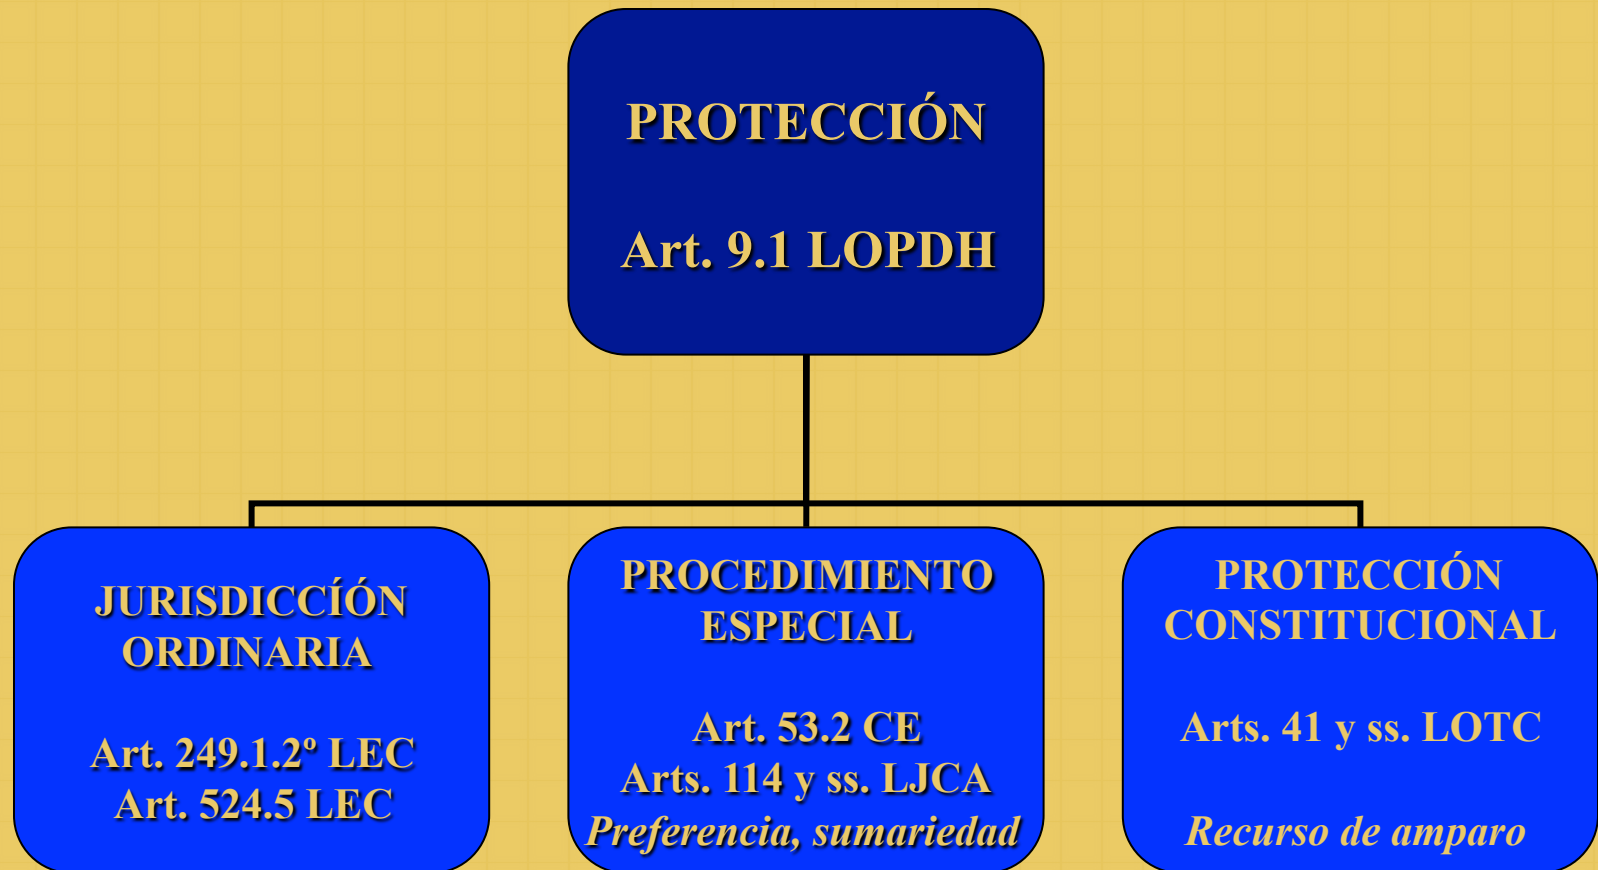 PROTECCIÓN
Art. 9.1 LOPDH
JURISDICCÍÓN
ORDINARIA
Art. 249.1.2º LEC
Art. 524.5 LEC
PROCEDIMIENTO
ESPECIAL
Art. 53.2 CE
Arts. 114 y ss. LJCA
Preferencia, sumariedad
PROTECCIÓN
CONSTITUCIONAL
Arts. 41 y ss. LOTC
Recurso de amparo